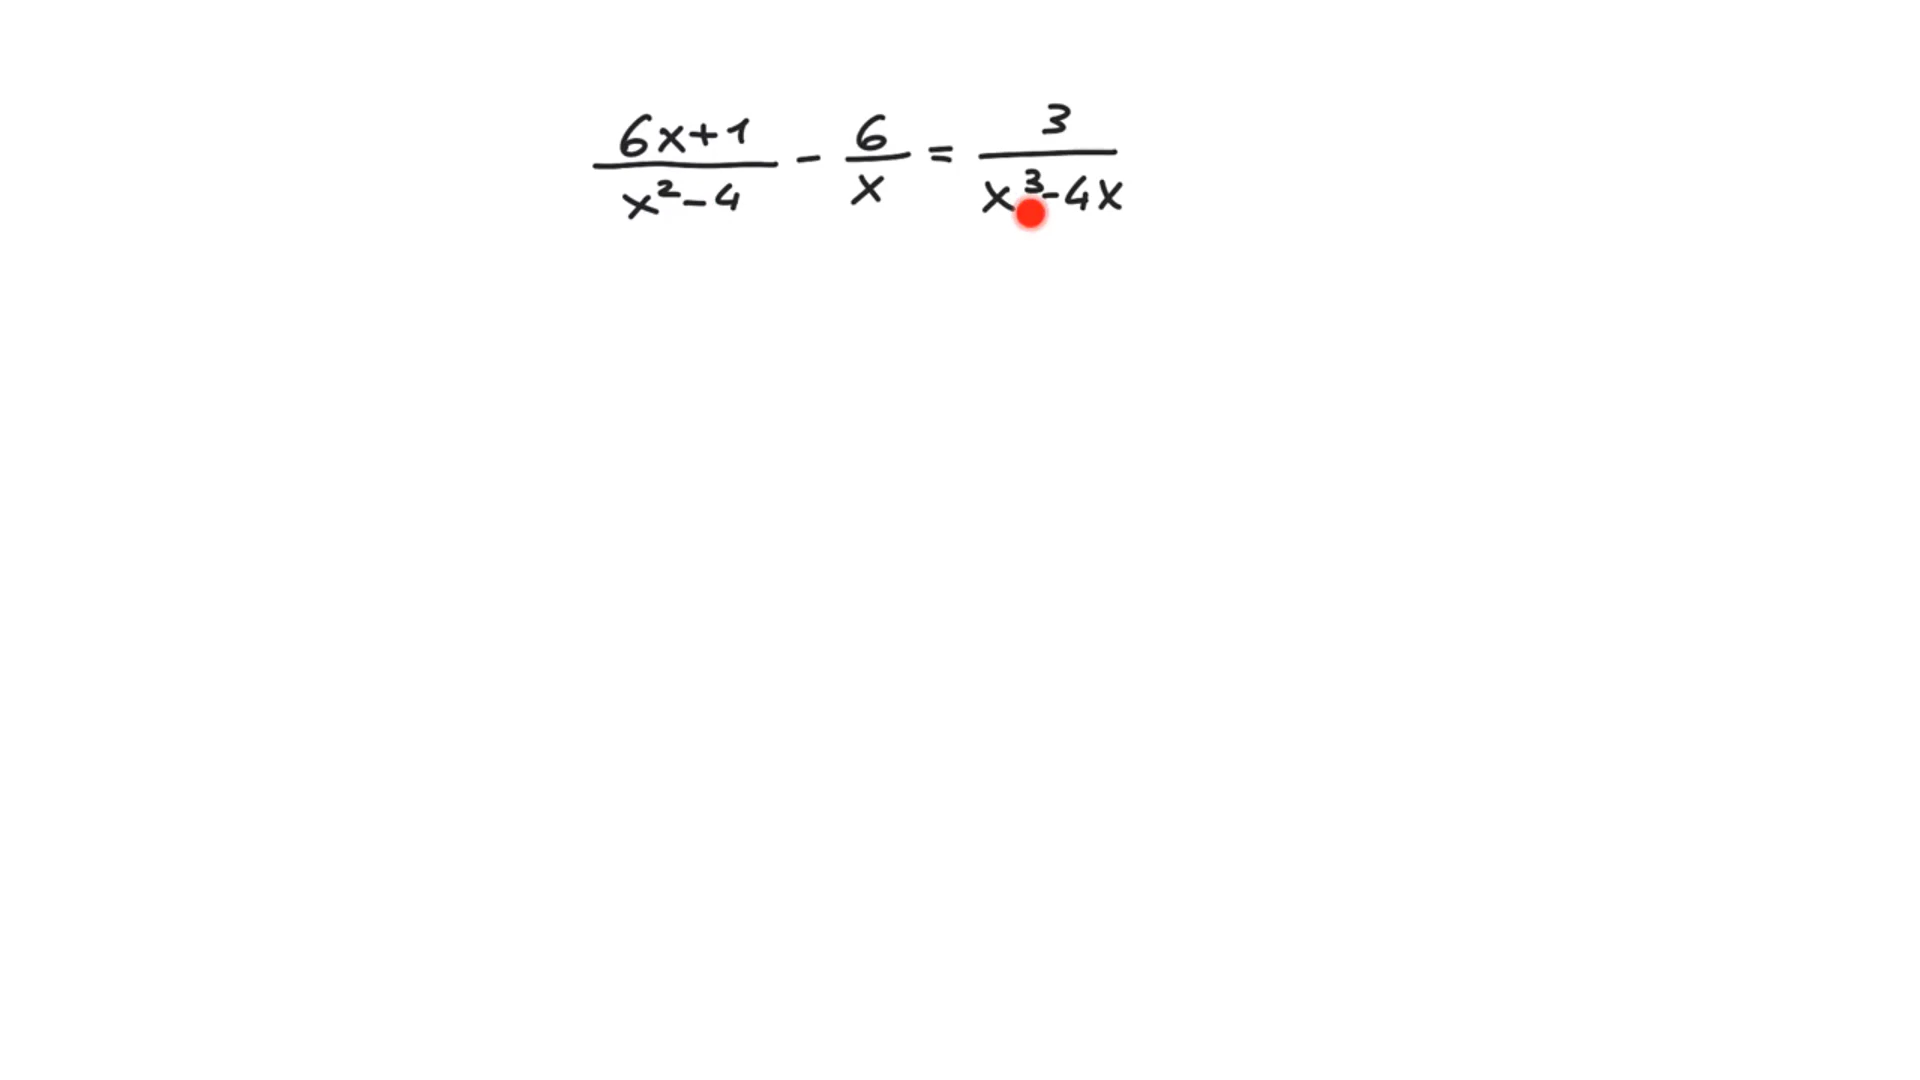 (6x+1)/(x²-4) - 6/x = 3/(x³-4x)